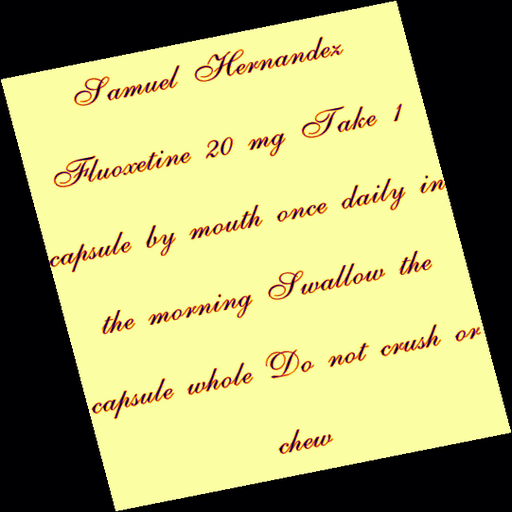 Samuel Hernandez
Fluoxetine 20 mg Take 1
capsule by mouth once daily in
the morning Swallow the
capsule whole Do not crush or
chew